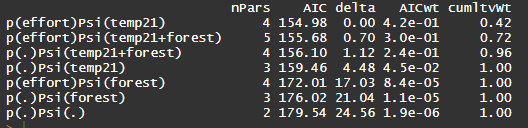 nPars AIC delta AICwt cumltvWt
p(effort)Psi(temp21) 4 154.98 0.00 4.2e-01 0.42
p(effort)Psi(temp21+forest) 5 155.68 0.70 3.0e-01 0.72
p(.)Psi(temp21+forest) 4 156.10 1.12 2.4e-01 0.96
p(.)Psi(temp21) 3 159.46 4.48 4.5e-02 1.00
p(effort)Psi(forest) 4 172.01 17.03 8.4e-05 1.00
p(.)Psi(forest) 3 176.02 21.04 1.1e-05 1.00
p(.)Psi(.) 2 179.54 24.56 1.9e-06 1.00